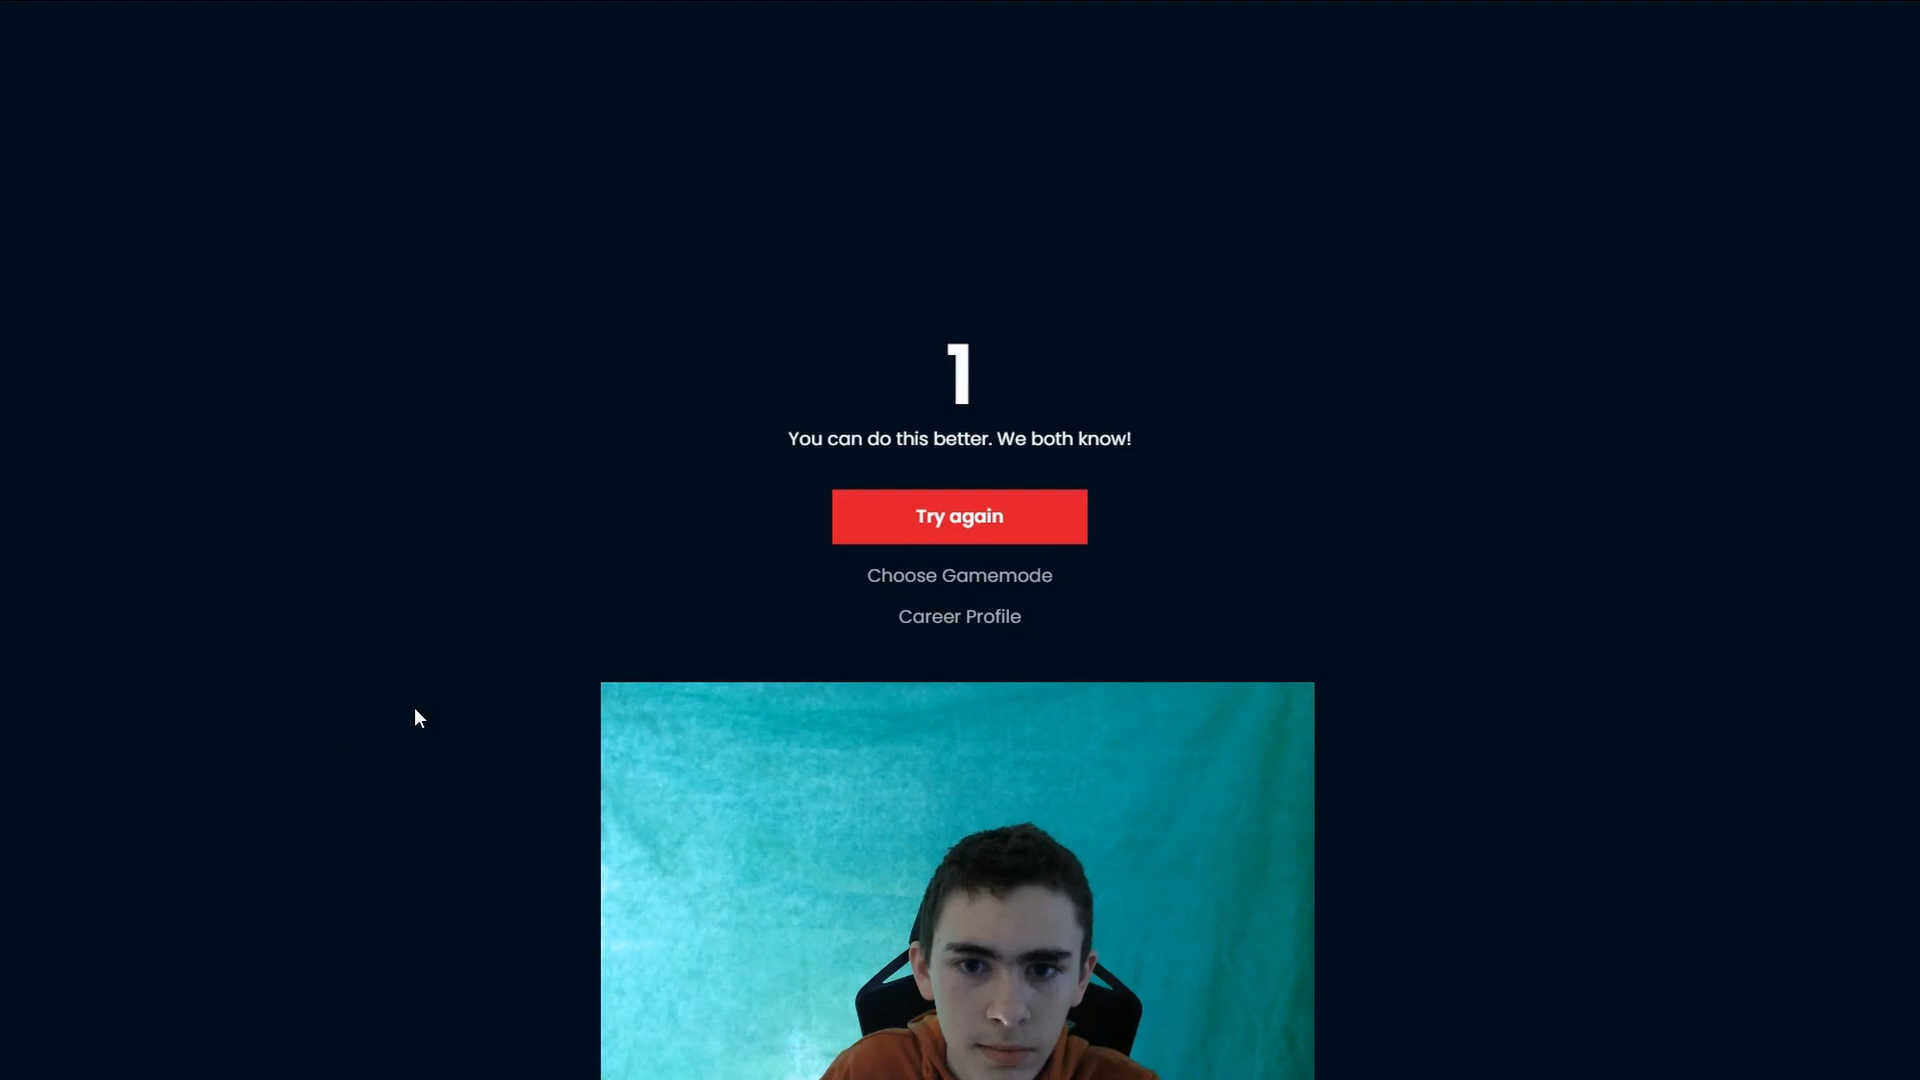 1
You can do this better. We both know!
Try again
Choose Gamemode
Career Profile